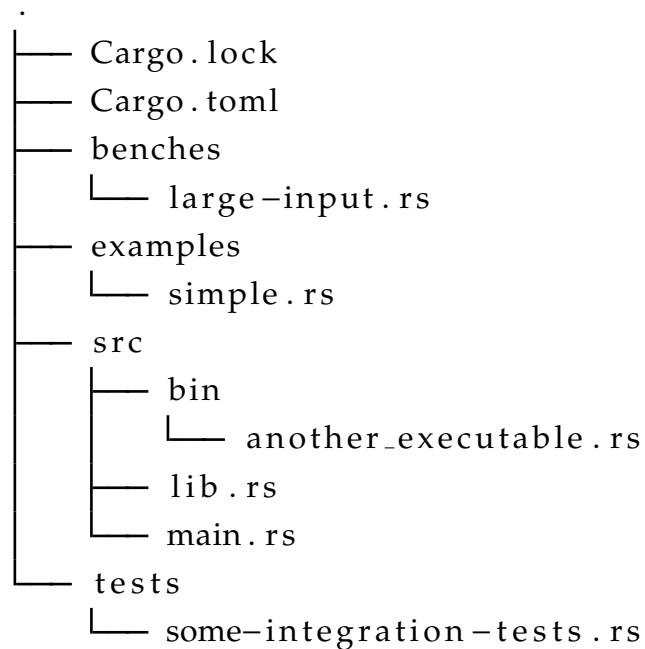 .
├── Cargo.lock
├── Cargo.toml
├── benches
│   └── large-input.rs
├── examples
│   └── simple.rs
├── src
│   ├── bin
│   │   └── another_executable.rs
│   ├── lib.rs
│   └── main.rs
└── tests
    └── some-integration-tests.rs